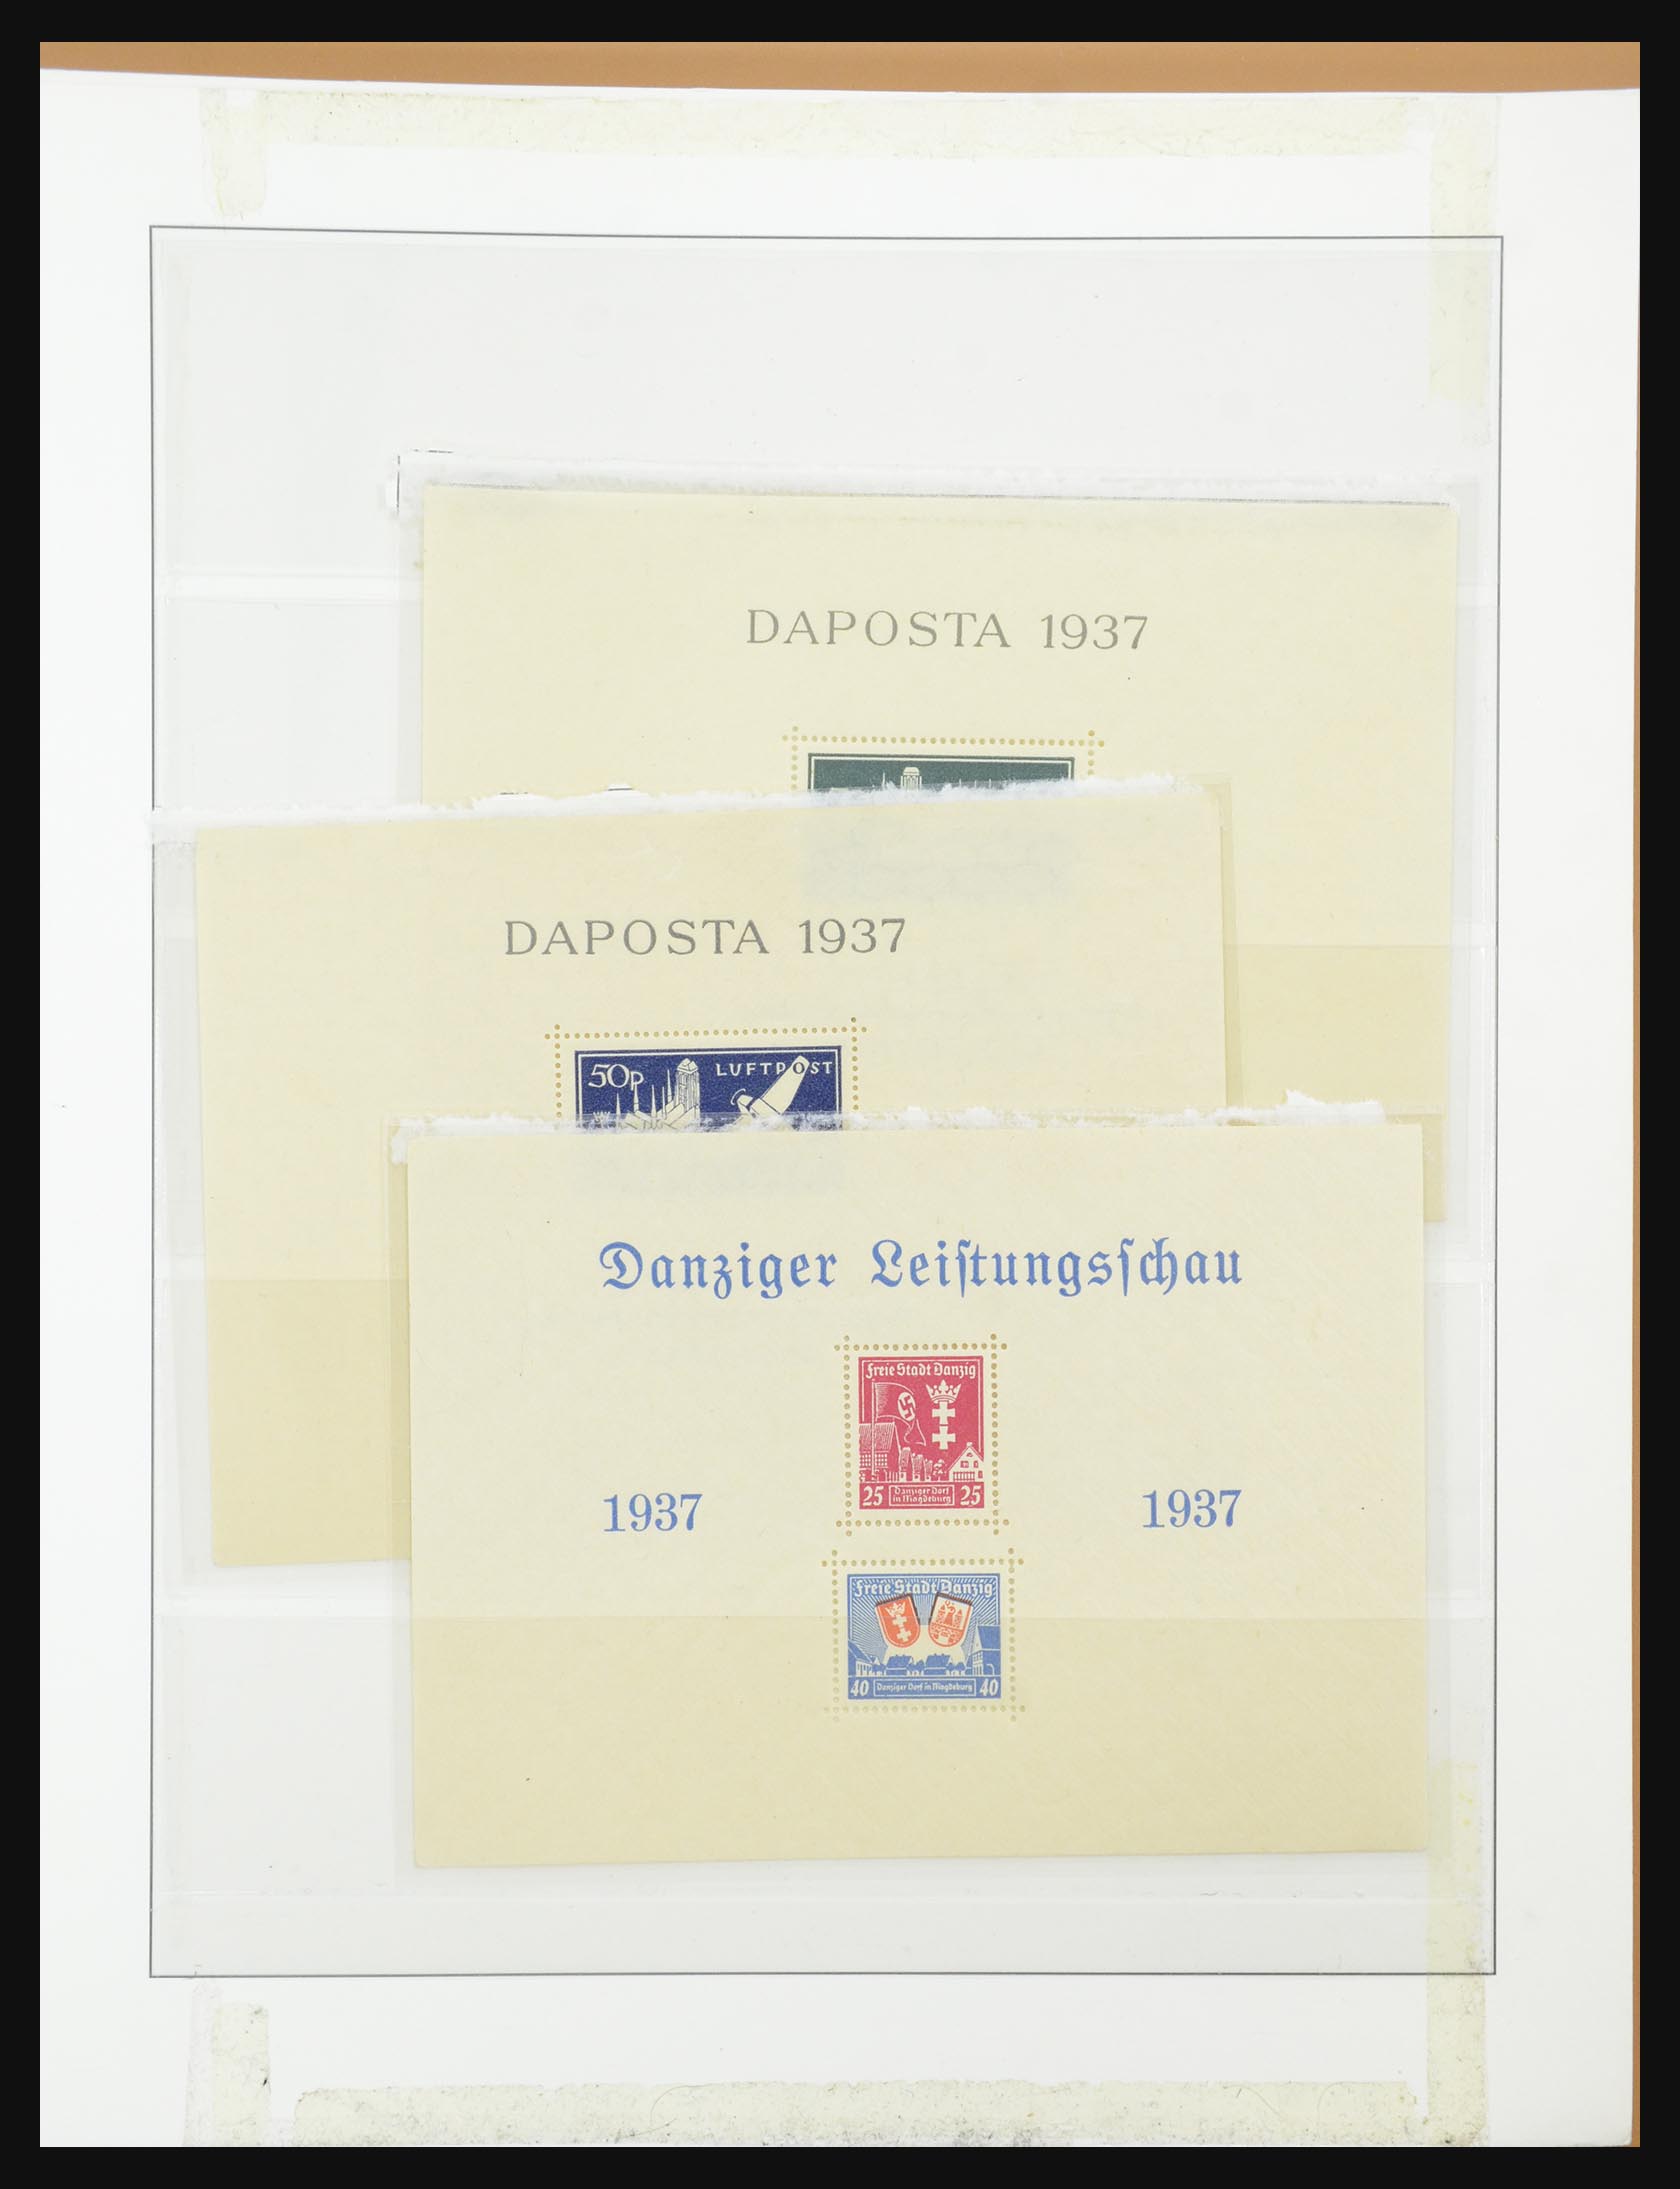 DAPOSTA 1937
DAPOSTA 1937
50P LUFTPOST
Danziger Leiſtungsſchau
Freie Stadt Danzig
25 Danziger Dorf in Magdeburg 25
1937 1937
Freie Stadt Danzig
40 Danziger Dorf in Magdeburg 40